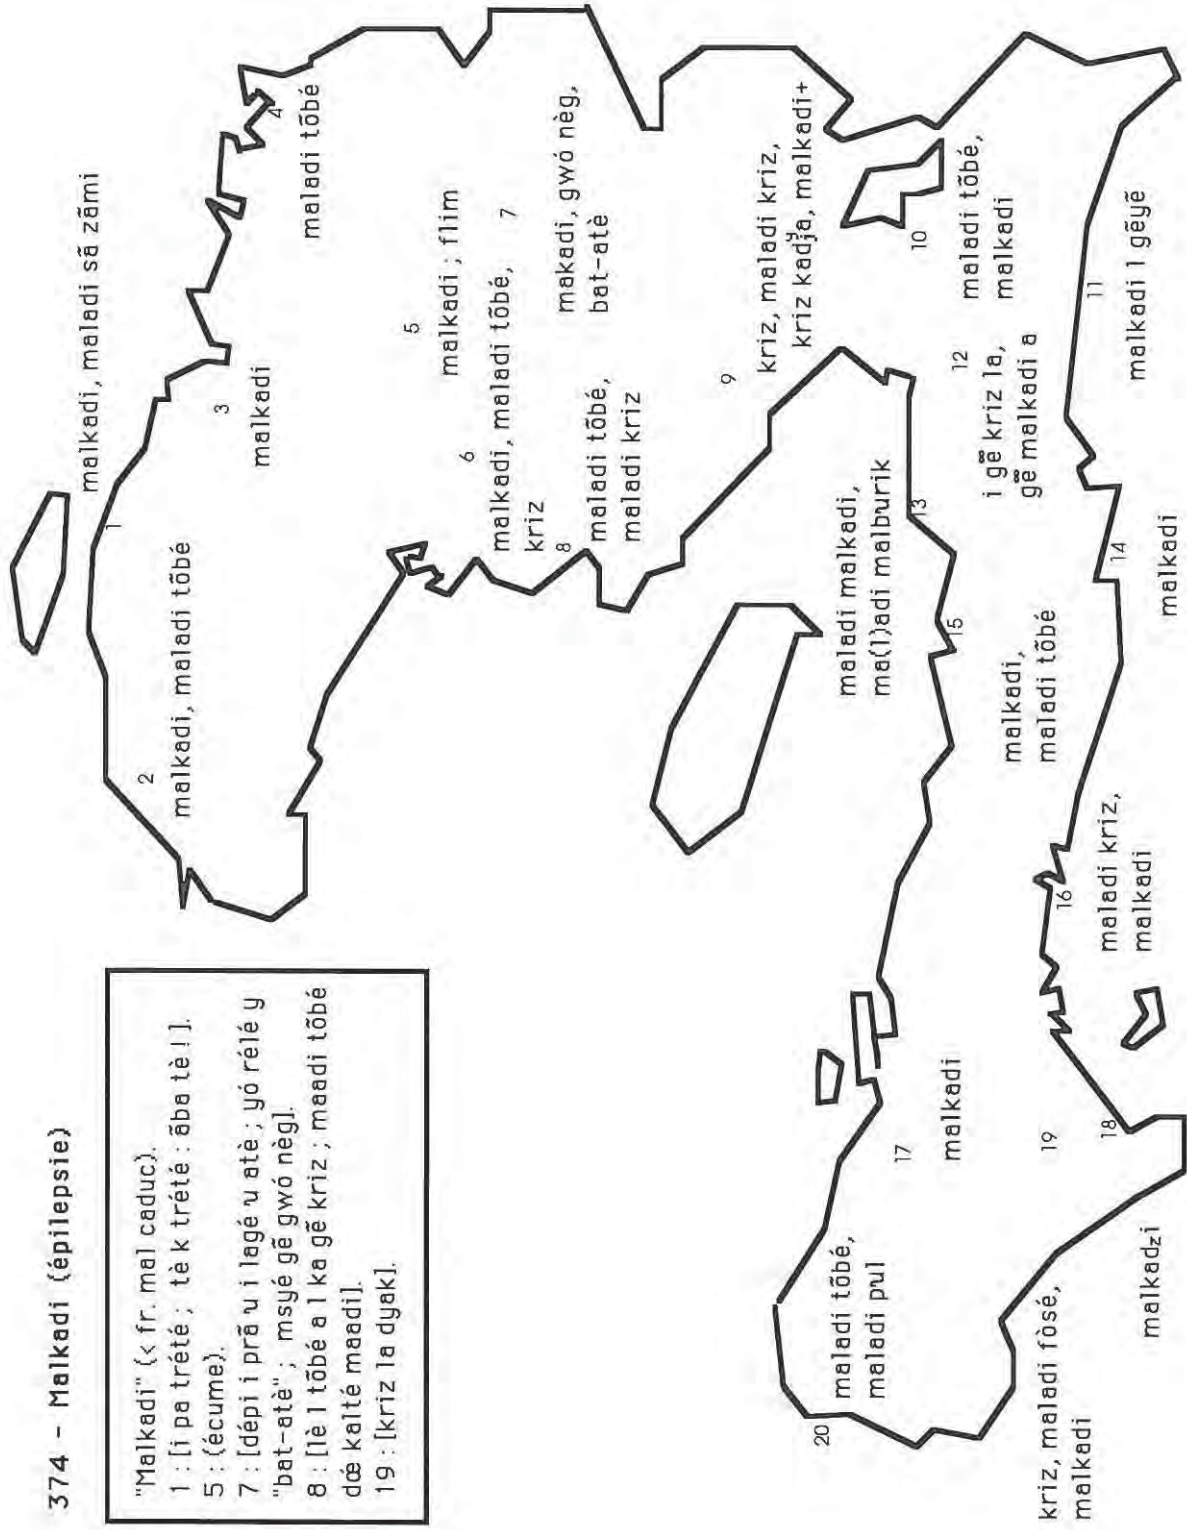 374 - Malkadi (épilepsie)
"Malkadi" (< fr. mal caduc).
1 : [i pa trété ; tè k trété : ãba tè !].
5 : (écume).
7 : [dépi i prã u i lagé u atè ; yó rélé y
"bat-atè" ; msyé gẽ gwó nèg].
8 : [lè l tõbé a l ka gẽ kriz ; maadi tõbé
dœ kalté maadi].
19 : [kriz la dyak].
malkadi, maladi sã zãmi
1
2
malkadi, maladi tõbé
3
malkadi
4
maladi tõbé
5
malkadi ; flim
6
malkadi, maladi tõbé,
kriz
7
makadi, gwó nèg,
bat-atè
8
maladi tõbé,
maladi kriz
9
kriz, maladi kriz,
kriz kadja, malkadi+
10
maladi tõbé,
malkadi
11
malkadi l gẽyẽ
12
i gẽ kriz la,
gẽ malkadi a
13
maladi malkadi,
ma(l)adi malburik
14
malkadi
15
malkadi,
maladi tõbé
16
maladi kriz,
malkadi
17
malkadi
18
malkadzi
19
kriz, maladi fòsé,
malkadi
20
maladi tõbé,
maladi pul